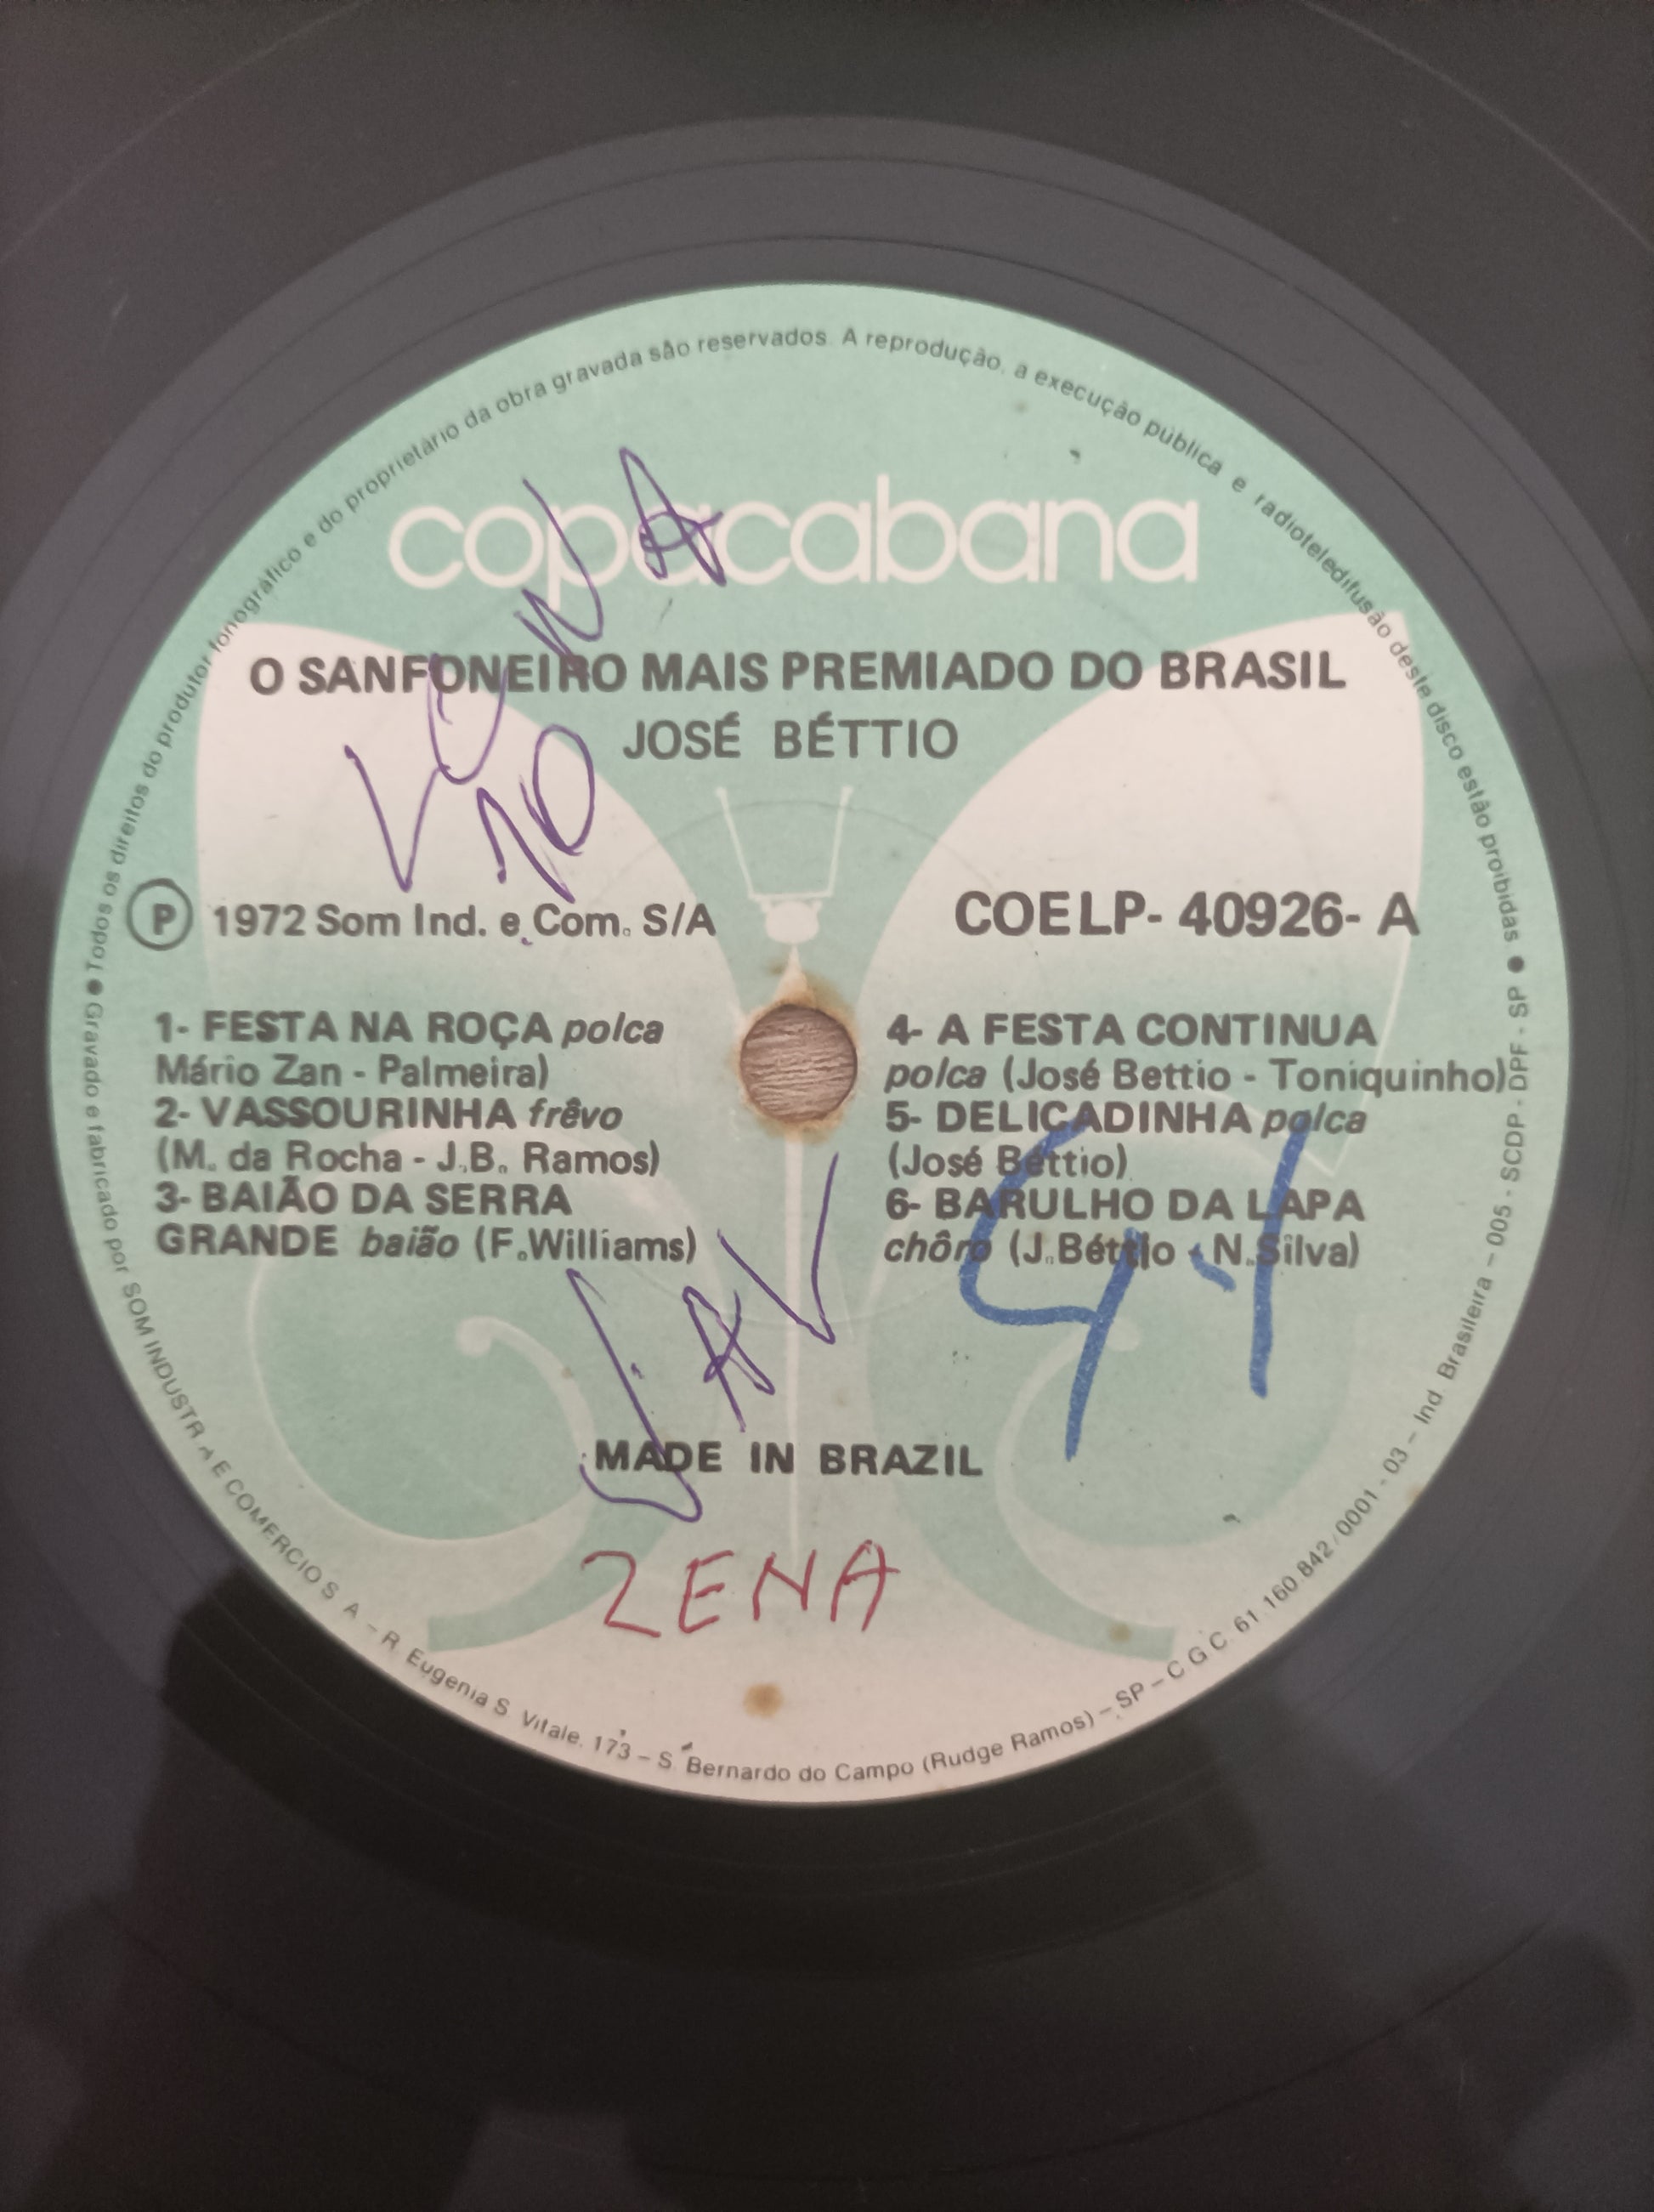 ● Todos os direitos do produtor fonográfico e do proprietário da obra gravada são reservados. A reprodução, a execução pública e radioteledifusão deste disco estão proibidas ●
copacabana
O SANFONEIRO MAIS PREMIADO DO BRASIL
JOSÉ BÉTTIO
10
Ⓟ 1972 Som Ind. e Com. S/A
COELP- 40926- A
1- FESTA NA ROÇA polca
Mário Zan - Palmeira)
2- VASSOURINHA frêvo
(M. da Rocha - J.B. Ramos)
3- BAIÃO DA SERRA
GRANDE baião (F.Williams)
4- A FESTA CONTINUA
polca (José Bettio - Toniquinho)
5- DELICADINHA polca
(José Béttio)
6- BARULHO DA LAPA
chôro (J.Béttio - N.Silva)
MADE IN BRAZIL
ZENA
Gravado e fabricado por SOM INDUSTRIA E COMERCIO S A – R Eugenia S Vitale, 173 – S Bernardo do Campo (Rudge Ramos) – SP – C G C 61 160 842/0001 - 03 – Ind Brasileira – 005 - SCDP - DPF - SP